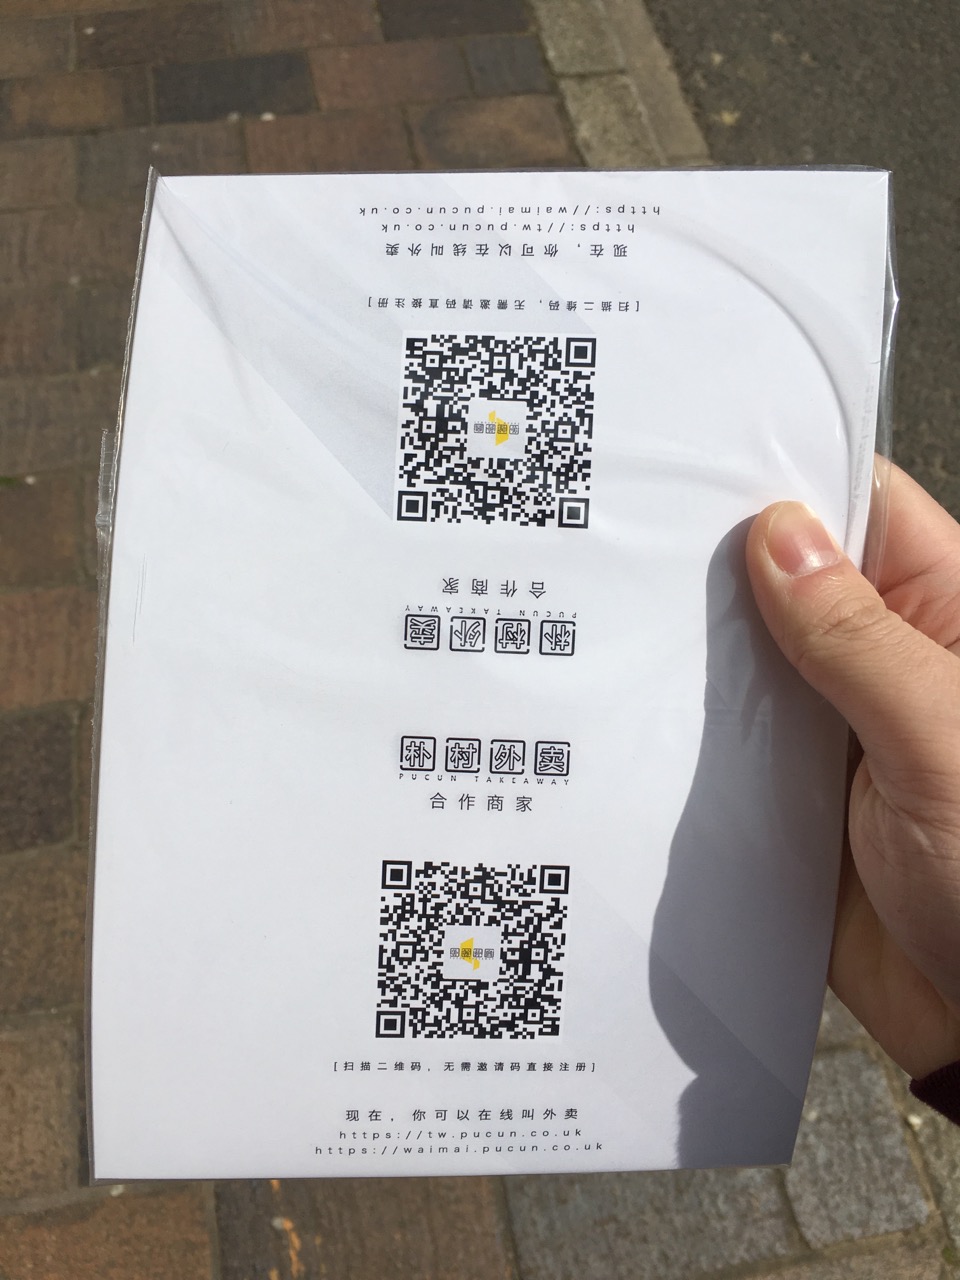 https://waimai.pucun.co.uk
https://tw.pucun.co.uk
现在，你可以在线叫外卖
[扫描二维码，无需邀请码直接注册]
合作商家
PUCUN TAKEAWAY
朴村外卖
朴村外卖
PUCUN TAKEAWAY
合作商家
[扫描二维码，无需邀请码直接注册]
现在，你可以在线叫外卖
https://tw.pucun.co.uk
https://waimai.pucun.co.uk